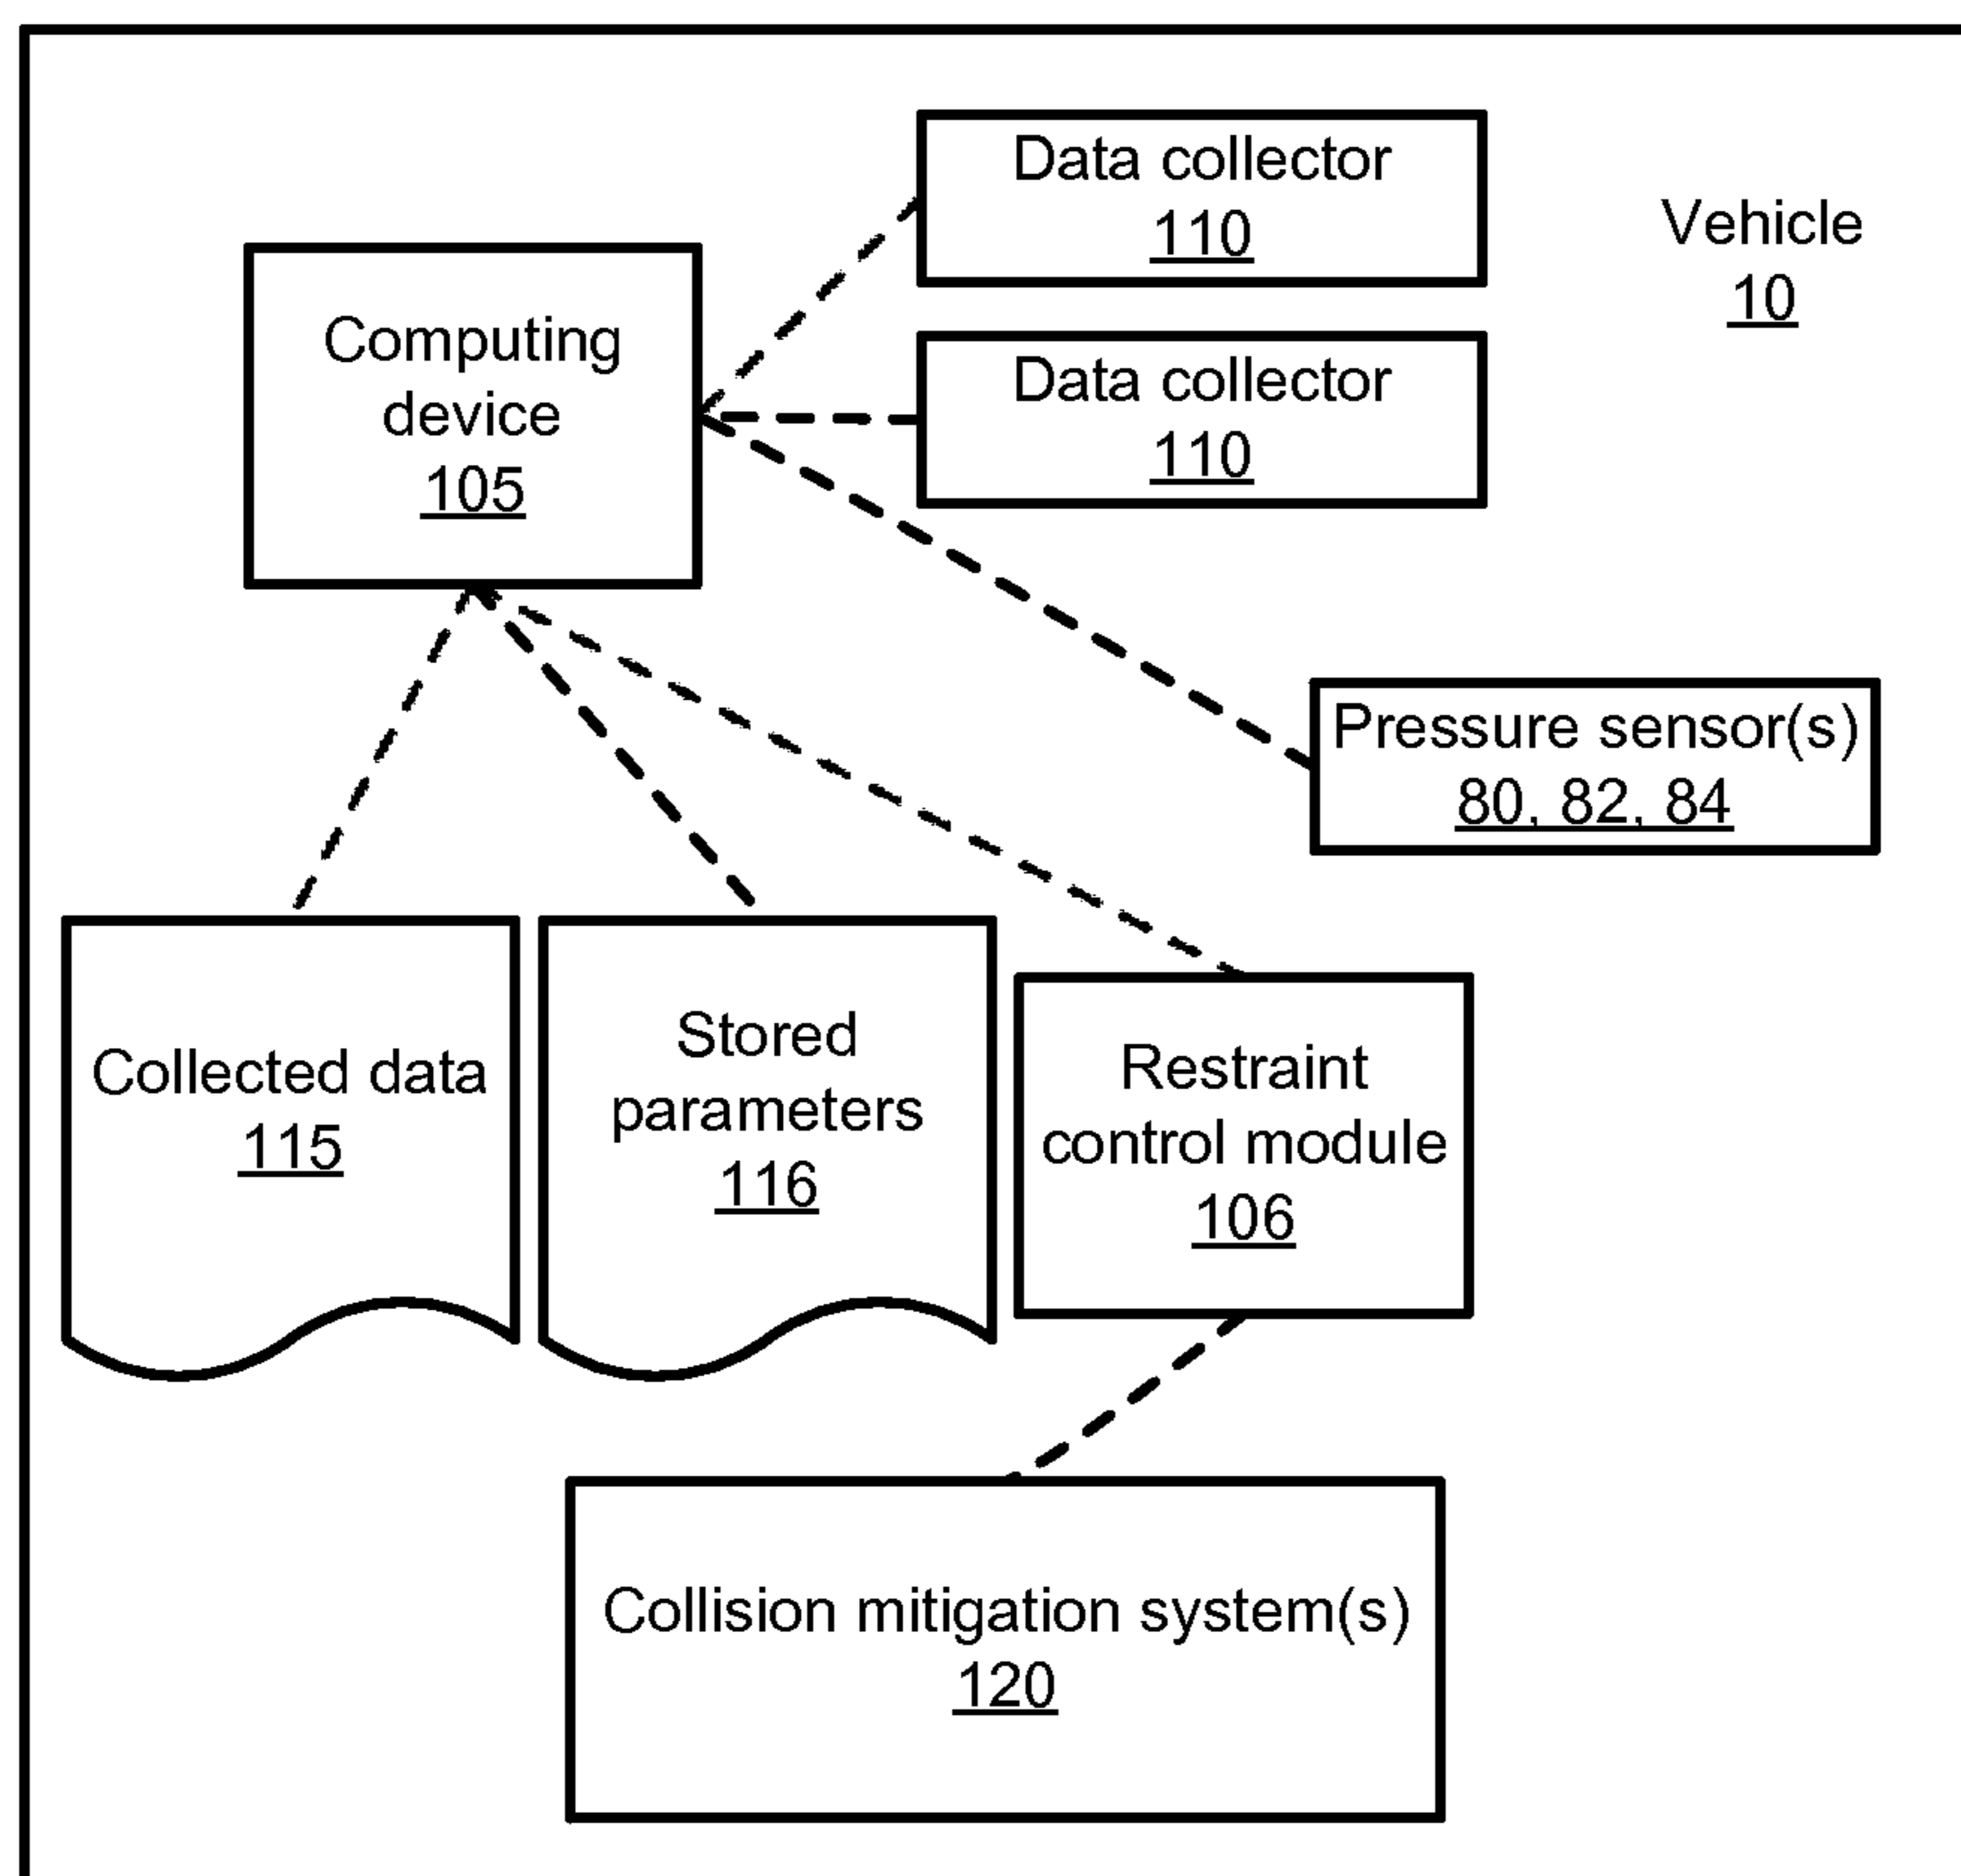 Data collector
110
Vehicle
10
Computing
device
105
Data collector
110
Pressure sensor(s)
80, 82, 84
Collected data
115
Stored
parameters
116
Restraint
control module
106
Collision mitigation system(s)
120